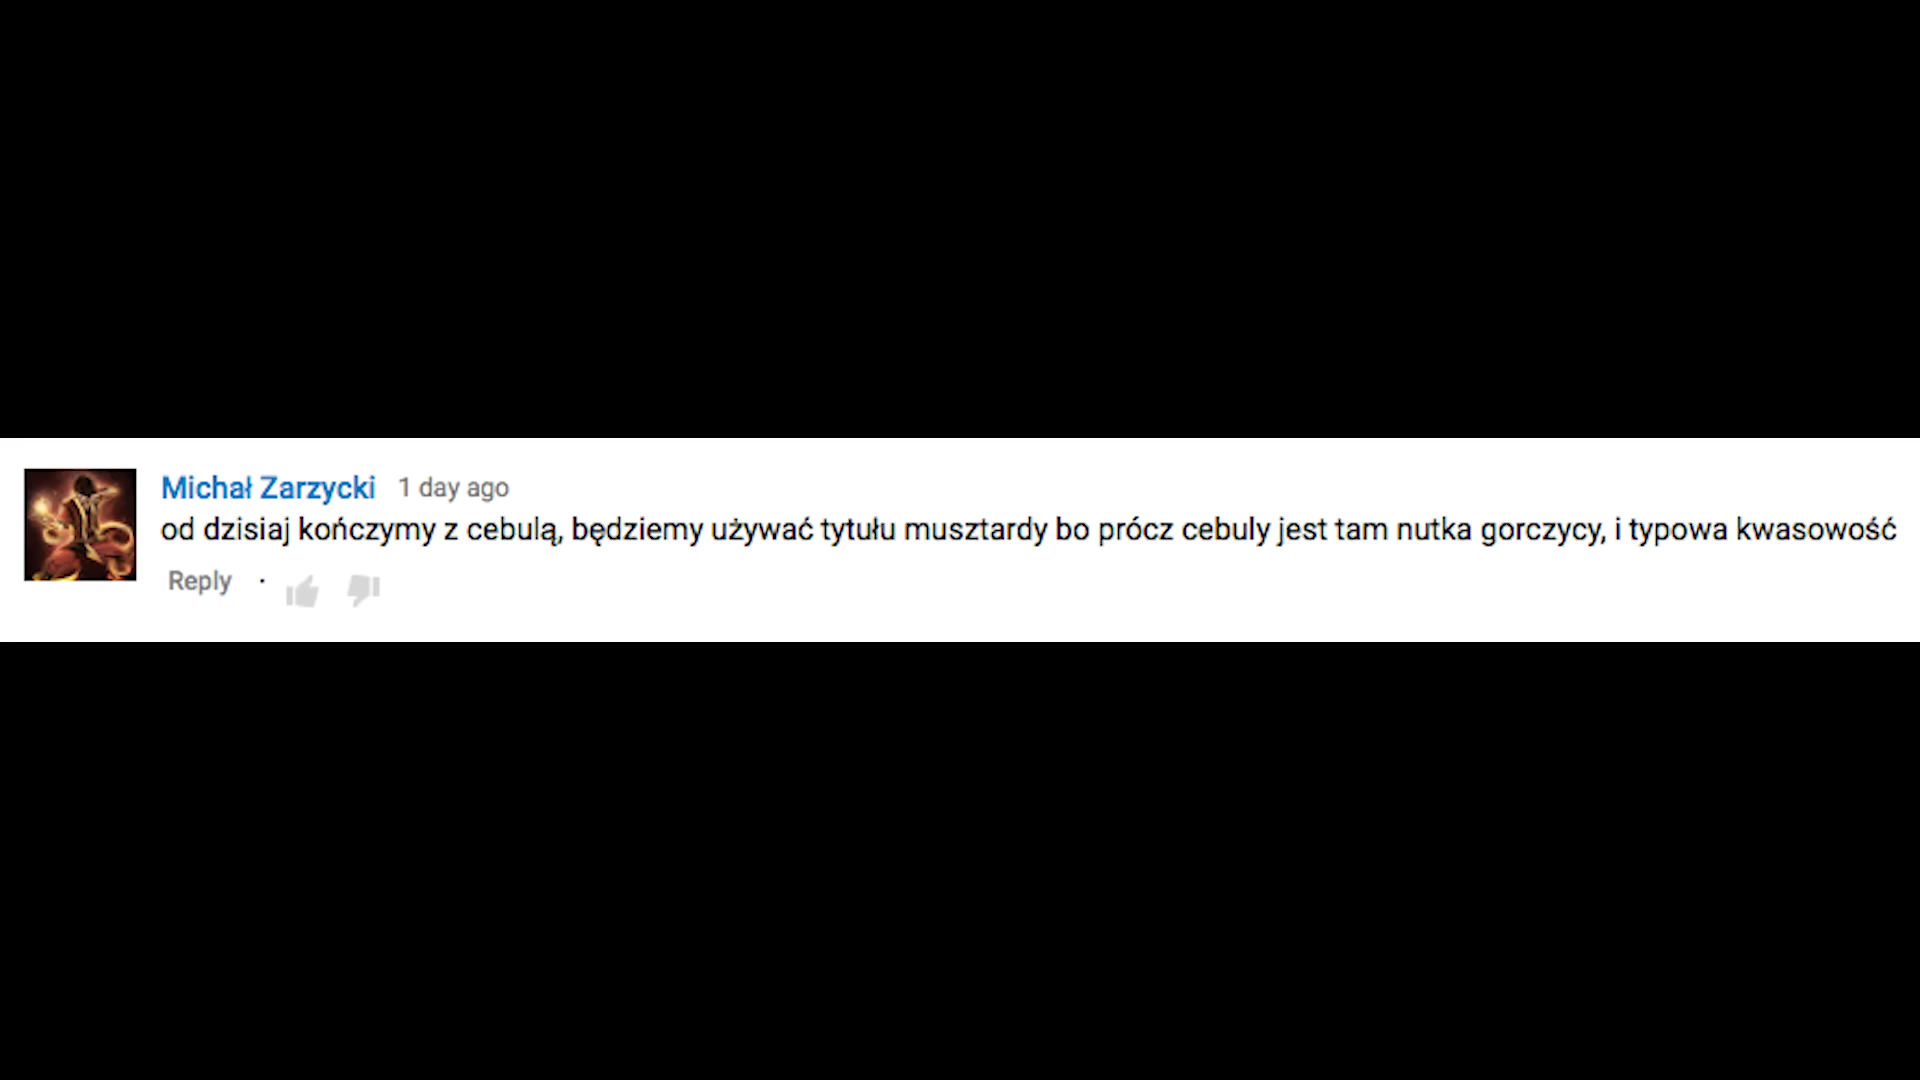 Michał Zarzycki 1 day ago
od dzisiaj kończymy z cebulą, będziemy używać tytułu musztardy bo prócz cebuly jest tam nutka gorczycy, i typowa kwasowość
Reply ·